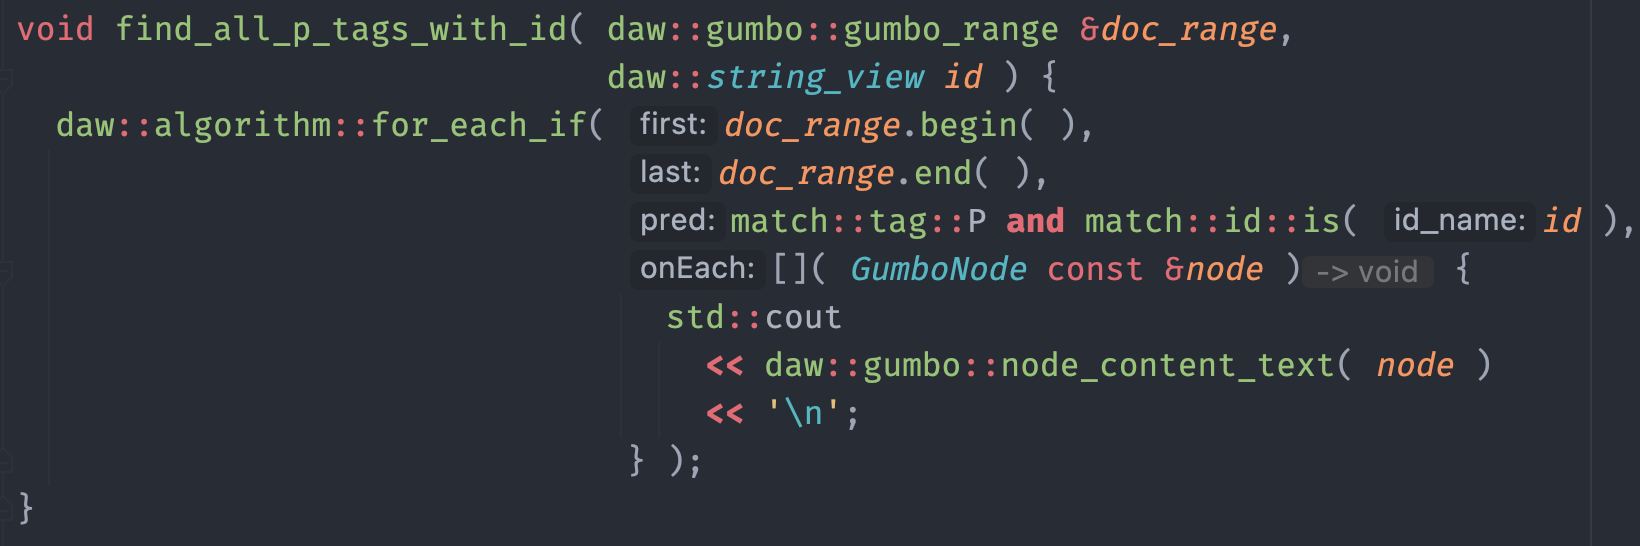 void find_all_p_tags_with_id( daw::gumbo::gumbo_range &doc_range,
daw::string_view id ) {
daw::algorithm::for_each_if( first: doc_range.begin( ),
last: doc_range.end( ),
pred: match::tag::P and match::id::is( id_name: id ),
onEach: []( GumboNode const &node ) -> void {
std::cout
<< daw::gumbo::node_content_text( node )
<< '\n';
} );
}